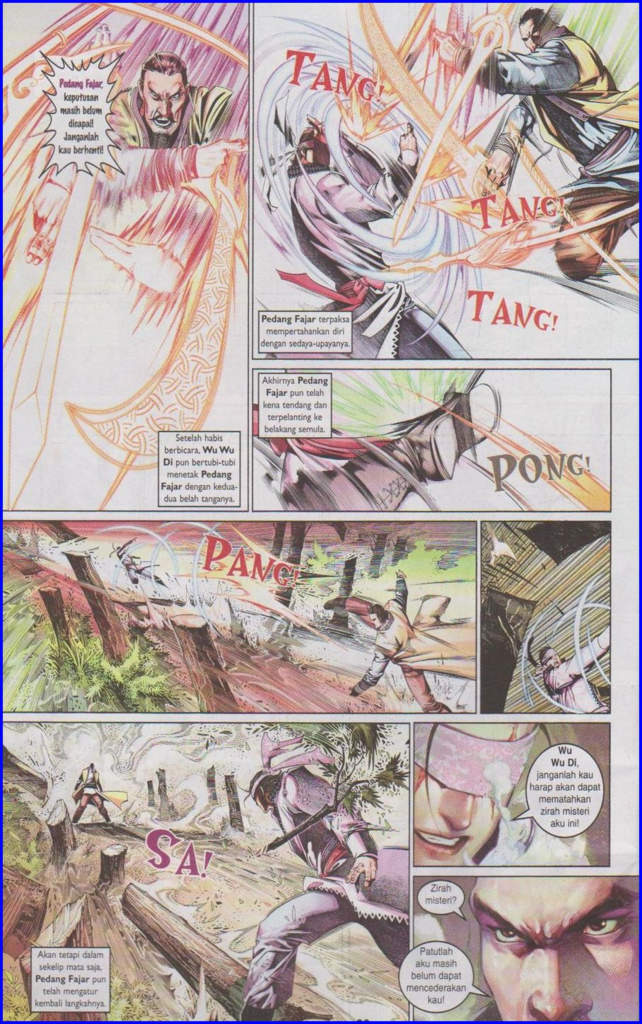 Pedang Fajar,
keputusan
masih belum
dicapai!
Janganlah
kau berhenti!
Setelah habis
berbicara, Wu Wu
Di pun bertubi-tubi
menetak Pedang
Fajar dengan kedua-
dua belah tanganya.
TANG!
TANG!
TANG!
Pedang Fajar terpaksa
mempertahankan diri
dengan sedaya-upayanya.
Akhirnya Pedang
Fajar pun telah
kena tendang dan
terpelanting ke
belakang semula.
PONG!
PANG!
SA!
Akan tetapi dalam
sekelip mata saja,
Pedang Fajar pun
telah mengatur
kembali langkahnya.
Wu
Wu Di,
janganlah kau
harap akan dapat
mematahkan
zirah misteri
aku ini!
Zirah
misteri?
Patutlah
aku masih
belum dapat
mencederakan
kau!